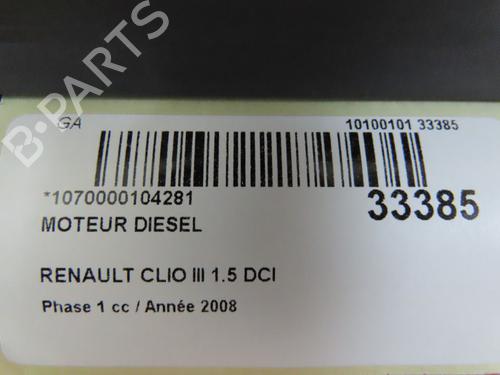 B-PARTS
GA 10100101 33385
*1070000104281 33385
MOTEUR DIESEL
RENAULT CLIO III 1.5 DCI
Phase 1 cc / Année 2008